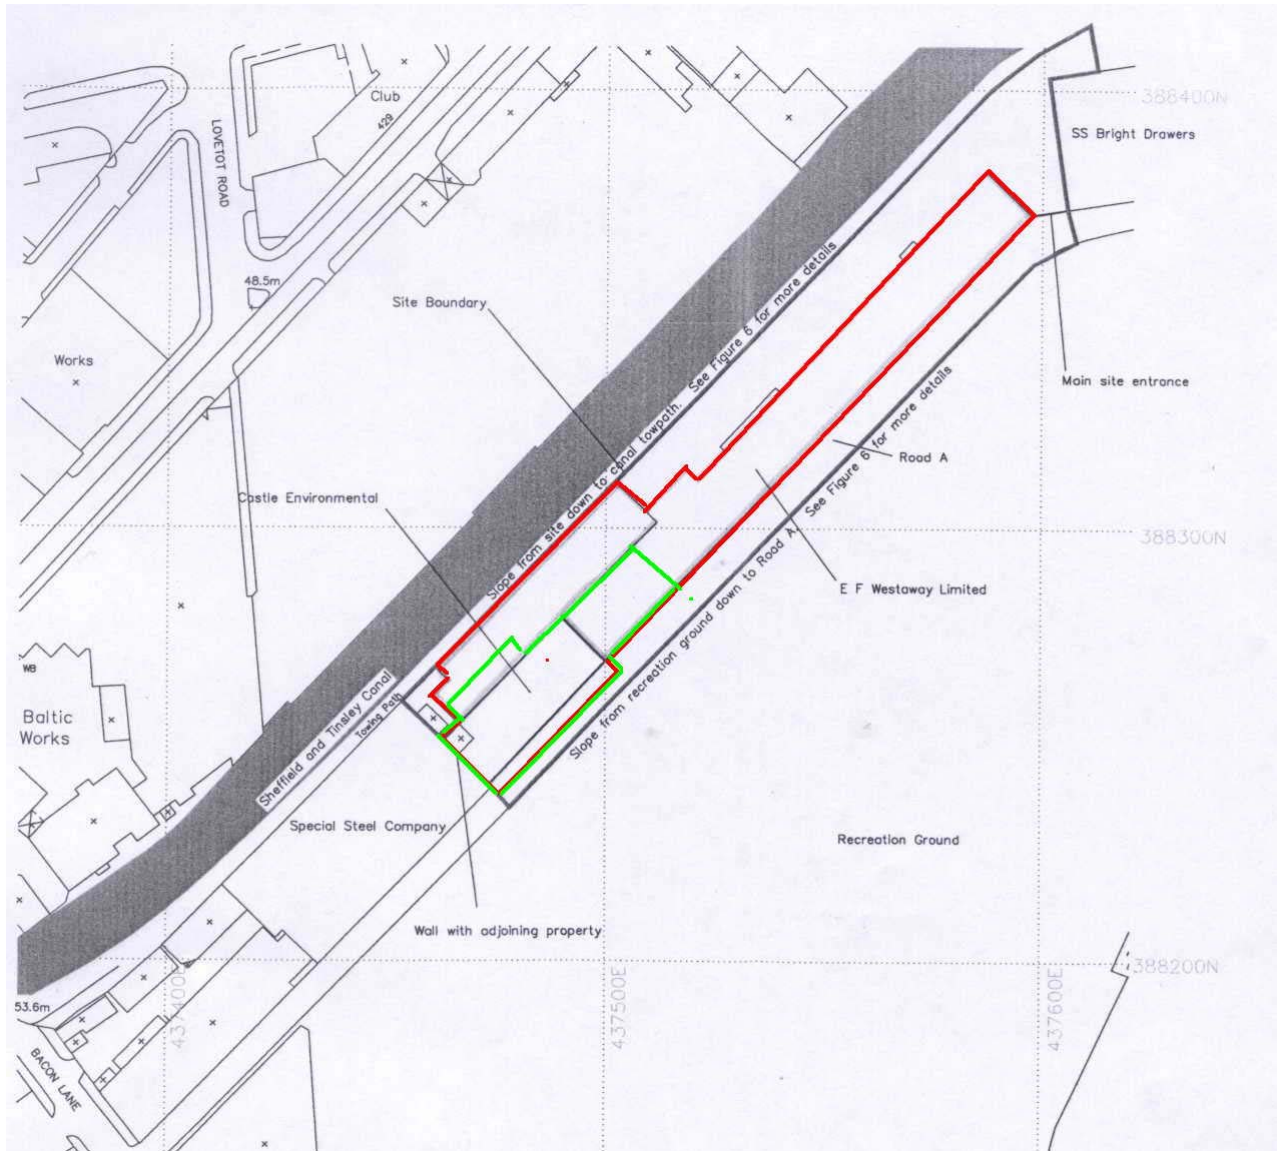 Club
429
388400N
LOVETOT ROAD
SS Bright Drawers
48.5m
Site Boundary
Works
Main site entrance
Slope from site down to canal towpath. See Figure 6 for more details
Road A
Castle Environmental
388300N
E F Westaway Limited
Slope from recreation ground down to Road A. See Figure 6 for more details
WB
Baltic
Works
Sheffield and Tinsley Canal
Towing Path
Special Steel Company
Recreation Ground
Wall with adjoining property
388200N
437400E
437500E
437600E
53.6m
BACON LANE